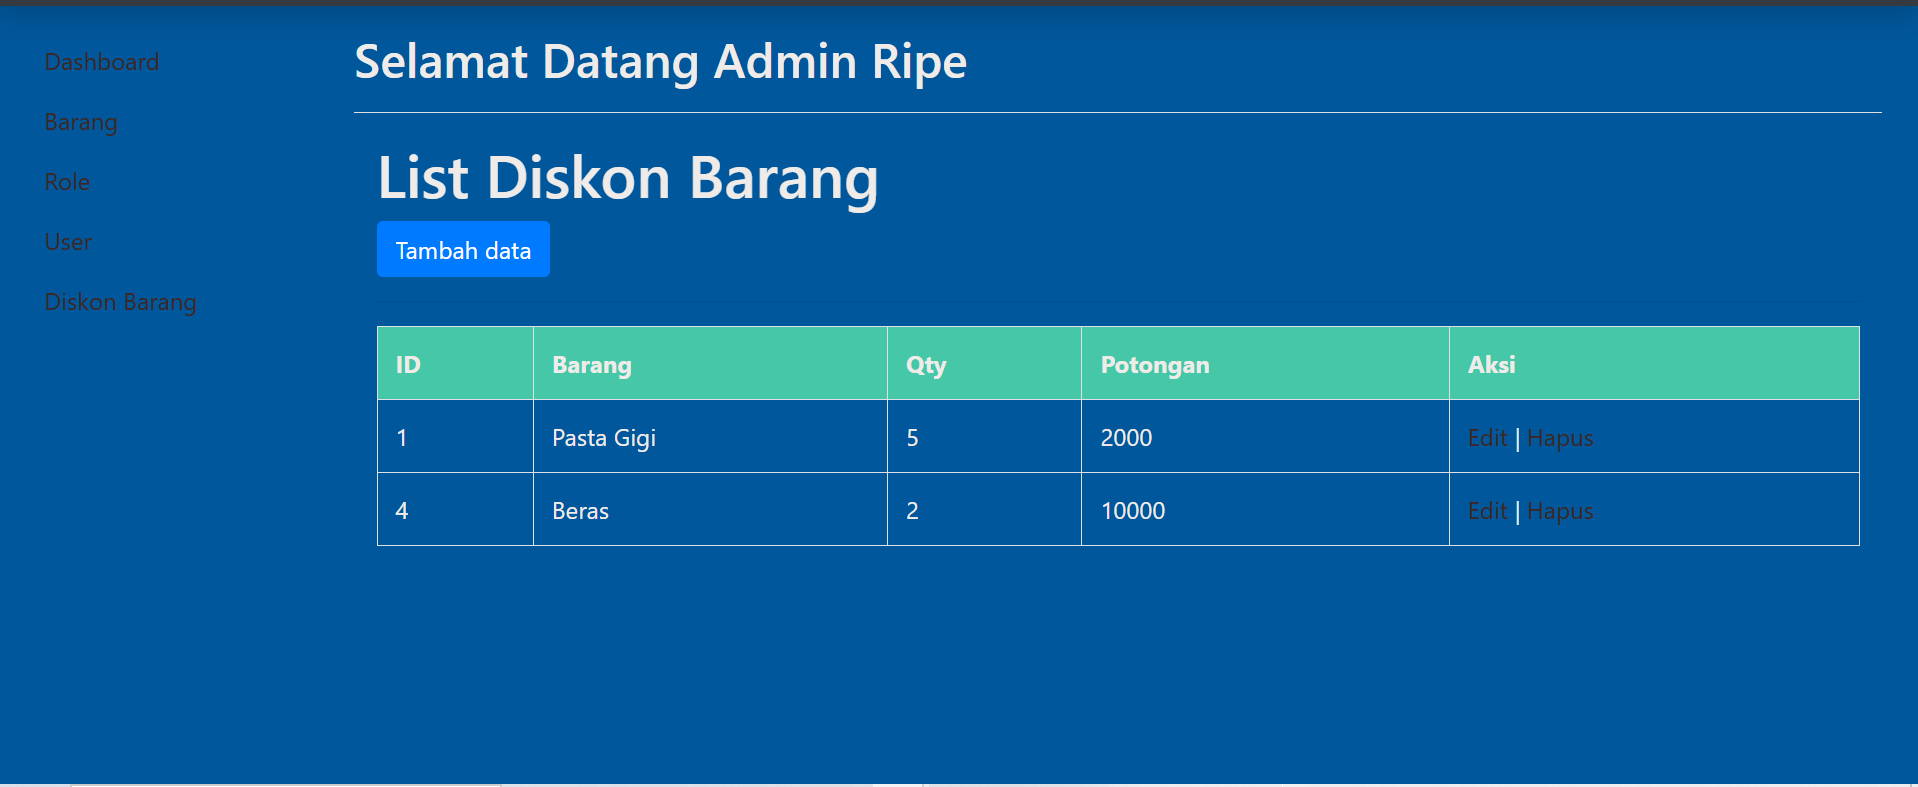 Dashboard
Barang
Role
User
Diskon Barang
Selamat Datang Admin Ripe
List Diskon Barang
Tambah data
ID Barang Qty Potongan Aksi
1 Pasta Gigi 5 2000 Edit | Hapus
4 Beras 2 10000 Edit | Hapus